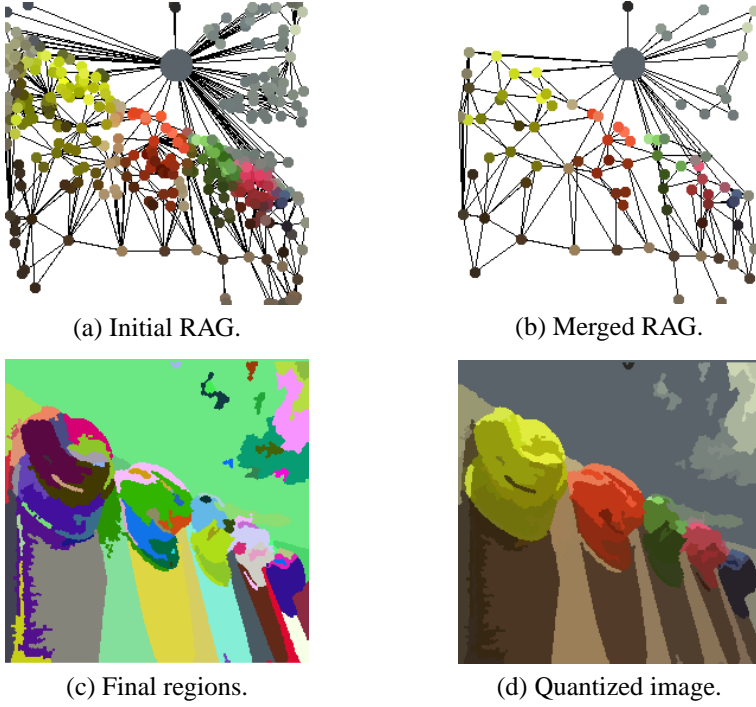 (a) Initial RAG.
(b) Merged RAG.
(c) Final regions.
(d) Quantized image.